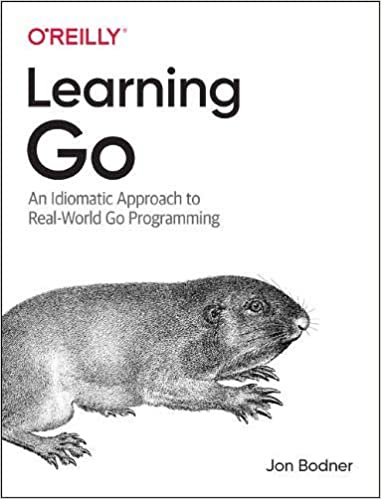 O'REILLY®
Learning
Go
An Idiomatic Approach to
Real-World Go Programming
Jon Bodner